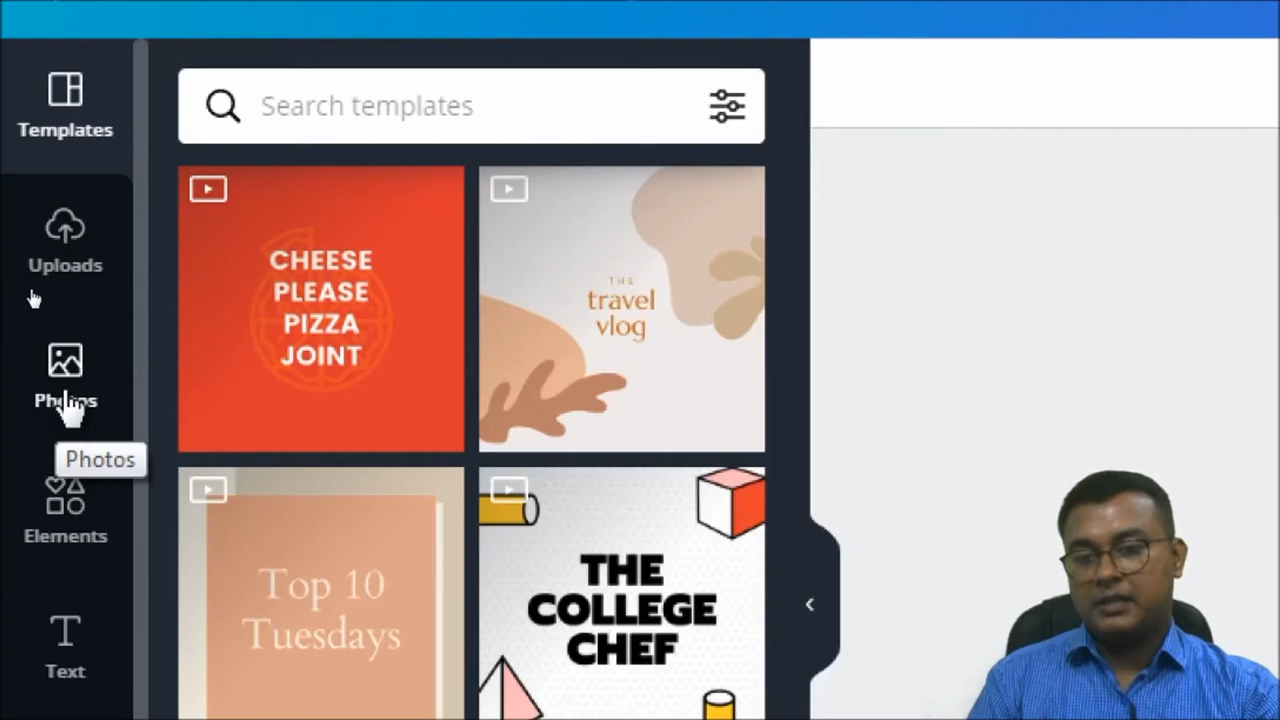 Templates
Search templates
Uploads
Photos
Photos
Elements
Text
CHEESE
PLEASE
PIZZA
JOINT
THE
travel
vlog
Top 10
Tuesdays
THE
COLLEGE
CHEF